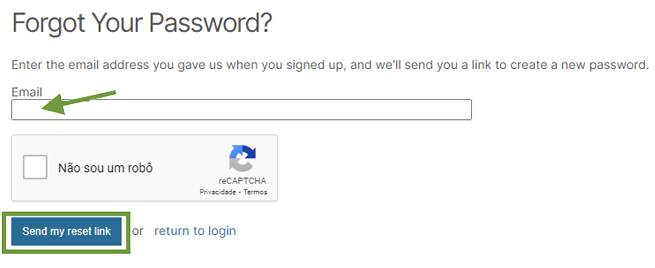 Forgot Your Password?
Enter the email address you gave us when you signed up, and we'll send you a link to create a new password.
Email
Não sou um robô
reCAPTCHA
Privacidade - Termos
Send my reset link or return to login